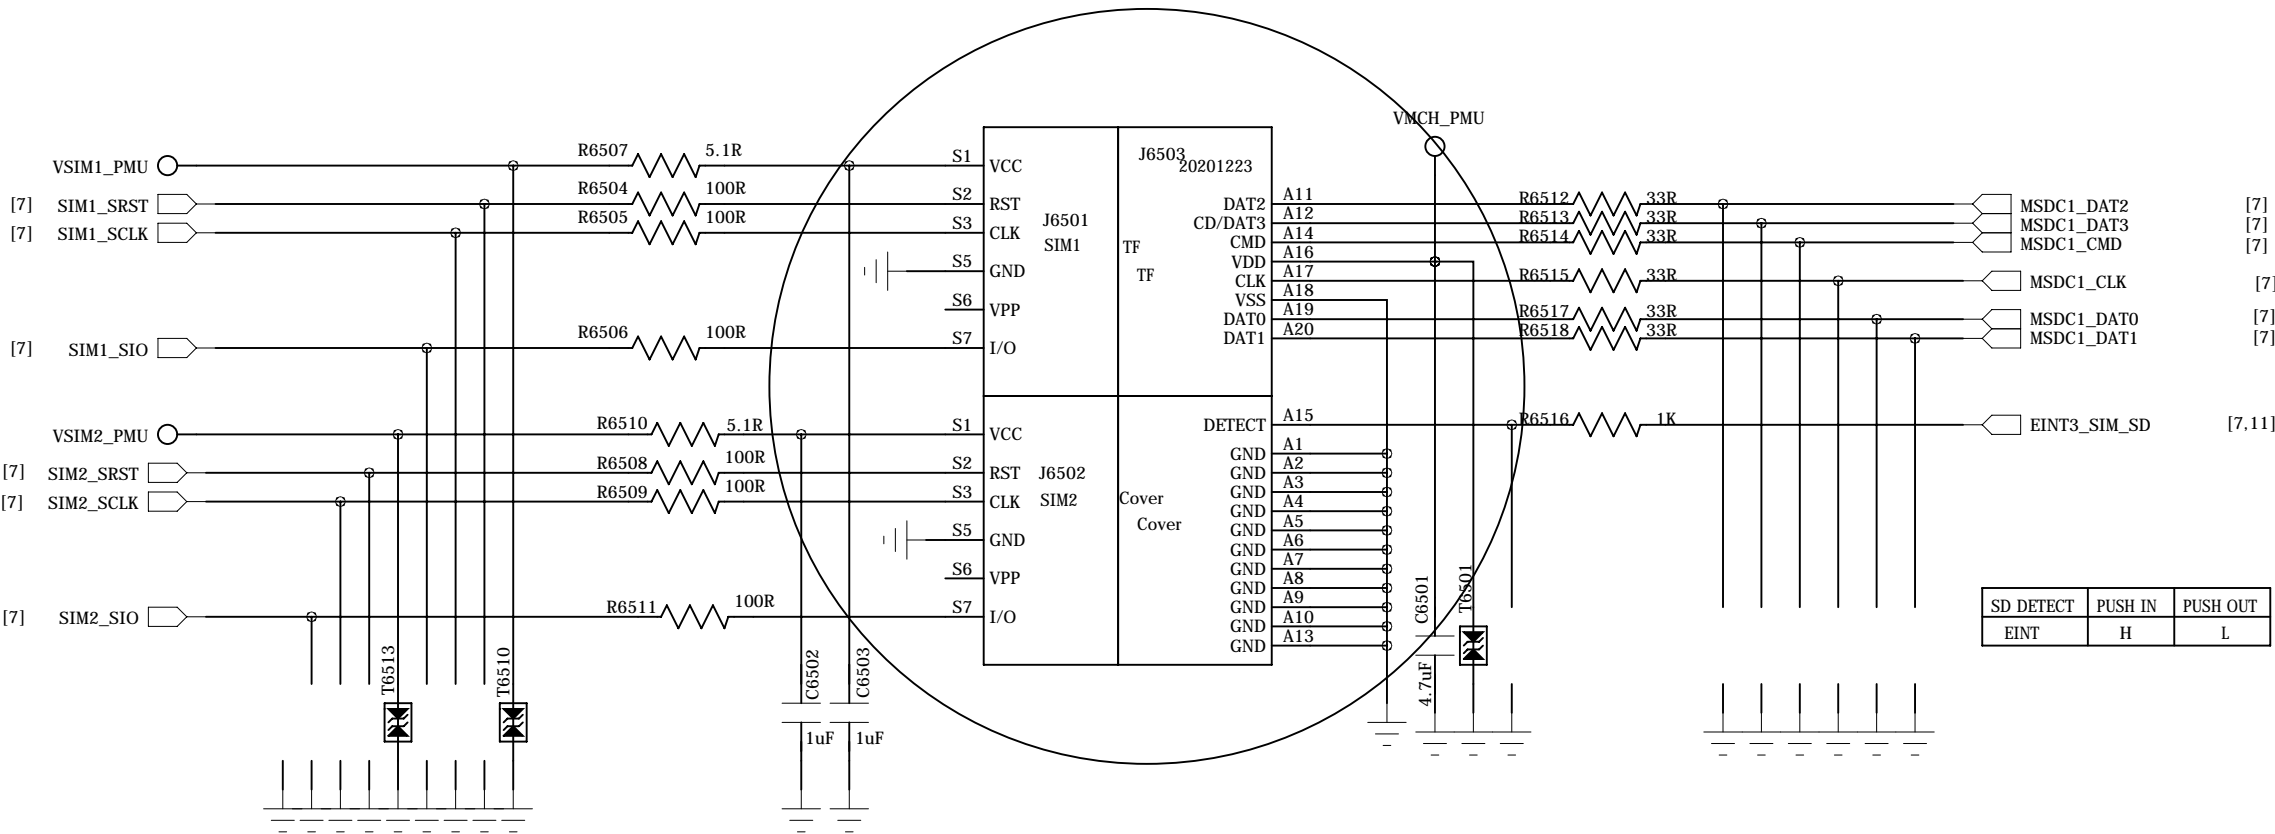 VMCH_PMU
VSIM1_PMU R6507 5.1R S1 VCC
J6503 20201223
[7] SIM1_SRST R6504 100R S2 RST
DAT2 A11 R6512 33R MSDC1_DAT2 [7]
CD/DAT3 A12 R6513 33R MSDC1_DAT3 [7]
[7] SIM1_SCLK R6505 100R S3 CLK
J6501
SIM1
TF
TF
CMD A14 R6514 33R MSDC1_CMD [7]
VDD A16
S5 GND
CLK A17 R6515 33R MSDC1_CLK [7]
VSS A18
S6 VPP
DAT0 A19 R6517 33R MSDC1_DAT0 [7]
DAT1 A20 R6518 33R MSDC1_DAT1 [7]
[7] SIM1_SIO R6506 100R S7 I/O
VSIM2_PMU R6510 5.1R S1 VCC
DETECT A15 R6516 1K EINT3_SIM_SD [7,11]
[7] SIM2_SRST R6508 100R S2 RST
[7] SIM2_SCLK R6509 100R S3 CLK
J6502
SIM2
Cover
Cover
S5 GND
S6 VPP
[7] SIM2_SIO R6511 100R S7 I/O
GND A1
GND A2
GND A3
GND A4
GND A5
GND A6
GND A7
GND A8
GND A9
GND A10
GND A13
C6501
4.7uF
T6501
T6513
T6510
C6502
1uF
C6503
1uF
SD DETECT PUSH IN PUSH OUT
EINT H L